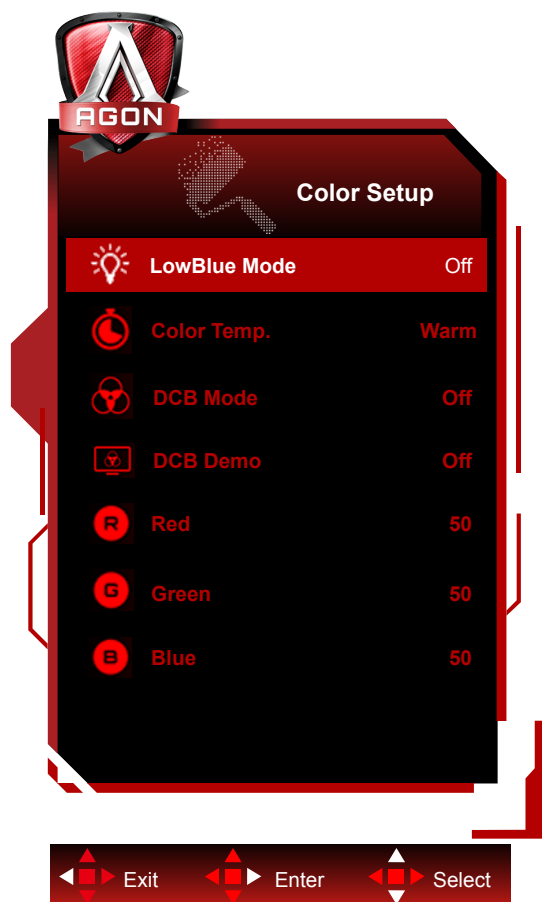 AGON
Color Setup
LowBlue Mode Off
Color Temp. Warm
DCB Mode Off
DCB Demo Off
R Red 50
G Green 50
B Blue 50
Exit Enter Select